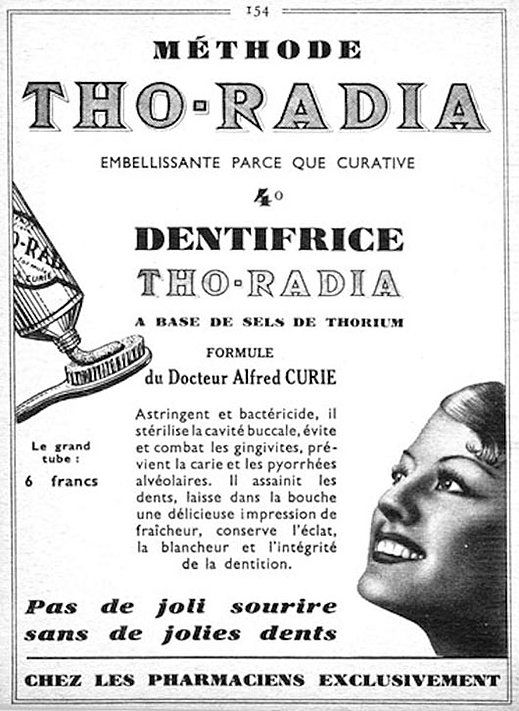 154
MÉTHODE
THO-RADIA
EMBELLISSANTE PARCE QUE CURATIVE
4o
DENTIFRICE
THO-RADIA
A BASE DE SELS DE THORIUM
FORMULE
du Docteur Alfred CURIE
O-RAD
CURIE
Le grand
tube :
6 francs
Astringent et bactéricide, il
stérilise la cavité buccale, évite
et combat les gingivites, pré-
vient la carie et les pyorrhées
alvéolaires. Il assainit les
dents, laisse dans la bouche
une délicieuse impression de
fraîcheur, conserve l'éclat,
la blancheur et l'intégrité
de la dentition.
Pas de joli sourire
sans de jolies dents
CHEZ LES PHARMACIENS EXCLUSIVEMENT